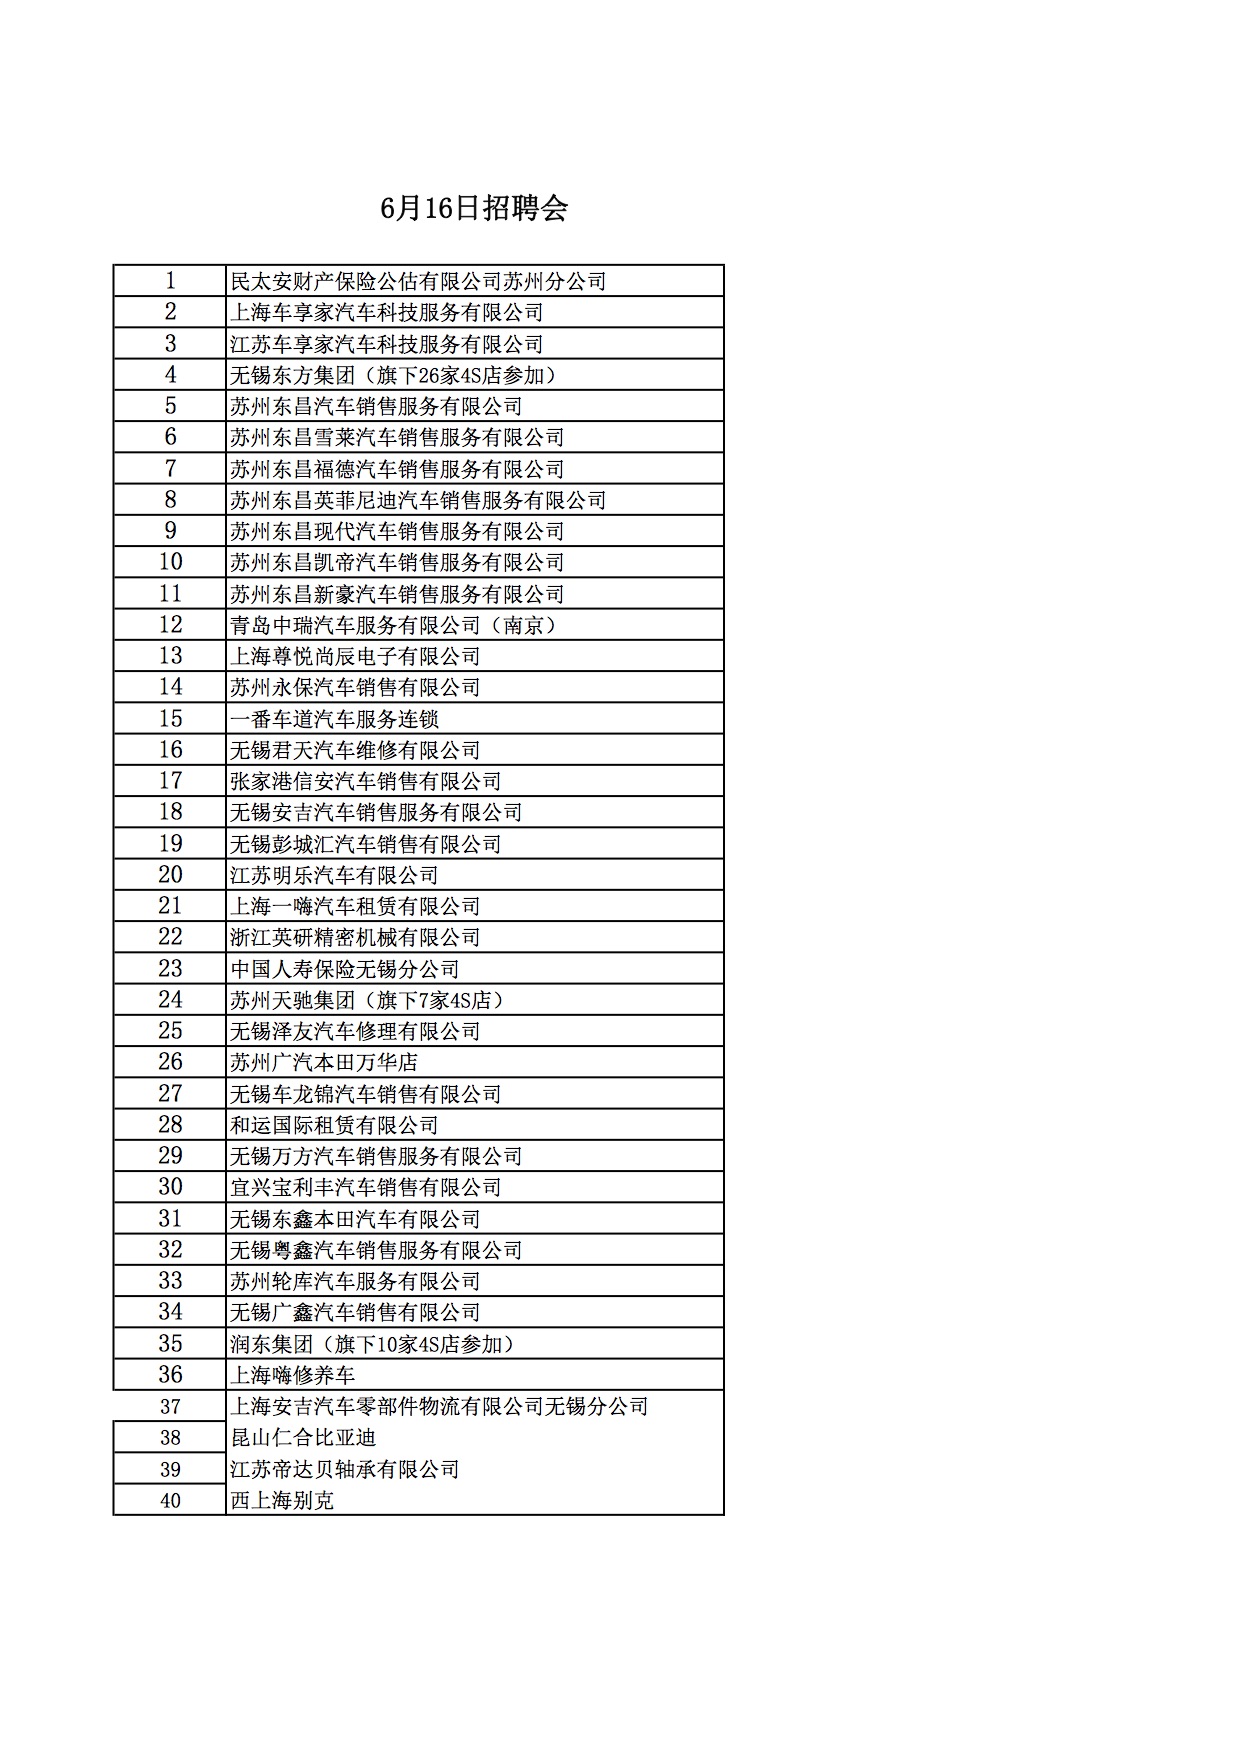 6月16日招聘会
1 民太安财产保险公估有限公司苏州分公司
2 上海车享家汽车科技服务有限公司
3 江苏车享家汽车科技服务有限公司
4 无锡东方集团（旗下26家4S店参加）
5 苏州东昌汽车销售服务有限公司
6 苏州东昌雪莱汽车销售服务有限公司
7 苏州东昌福德汽车销售服务有限公司
8 苏州东昌英菲尼迪汽车销售服务有限公司
9 苏州东昌现代汽车销售服务有限公司
10 苏州东昌凯帝汽车销售服务有限公司
11 苏州东昌新豪汽车销售服务有限公司
12 青岛中瑞汽车服务有限公司（南京）
13 上海尊悦尚辰电子有限公司
14 苏州永保汽车销售有限公司
15 一番车道汽车服务连锁
16 无锡君天汽车维修有限公司
17 张家港信安汽车销售有限公司
18 无锡安吉汽车销售服务有限公司
19 无锡彭城汇汽车销售有限公司
20 江苏明乐汽车有限公司
21 上海一嗨汽车租赁有限公司
22 浙江英研精密机械有限公司
23 中国人寿保险无锡分公司
24 苏州天驰集团（旗下7家4S店）
25 无锡泽友汽车修理有限公司
26 苏州广汽本田万华店
27 无锡车龙锦汽车销售有限公司
28 和运国际租赁有限公司
29 无锡万方汽车销售服务有限公司
30 宜兴宝利丰汽车销售有限公司
31 无锡东鑫本田汽车有限公司
32 无锡粤鑫汽车销售服务有限公司
33 苏州轮库汽车服务有限公司
34 无锡广鑫汽车销售有限公司
35 润东集团（旗下10家4S店参加）
36 上海嗨修养车
37 上海安吉汽车零部件物流有限公司无锡分公司
38 昆山仁合比亚迪
39 江苏帝达贝轴承有限公司
40 西上海别克